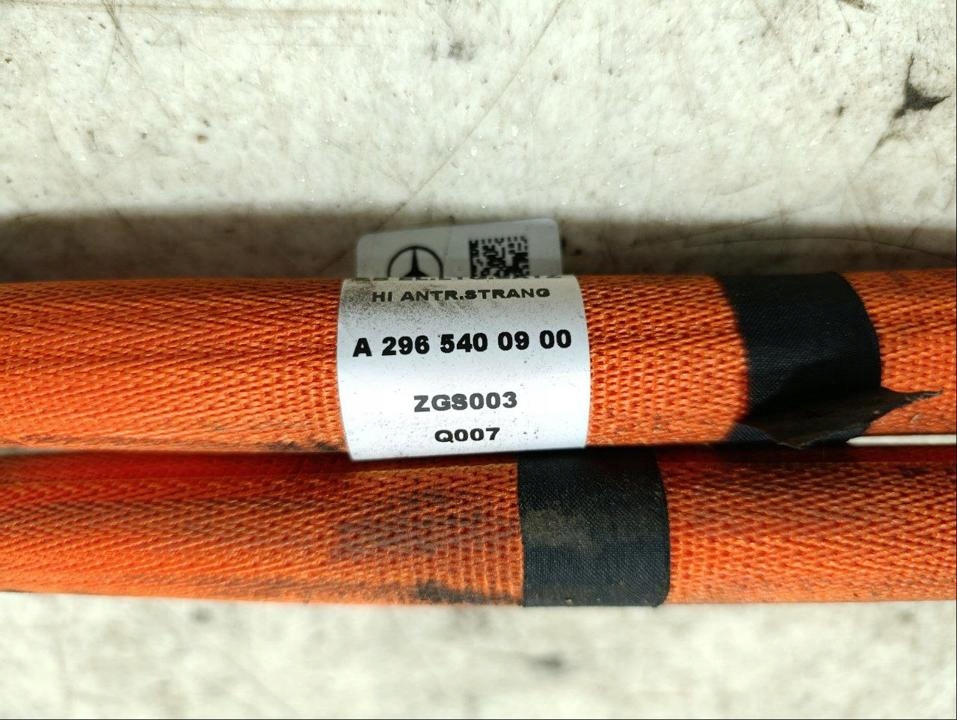 HI ANTR.STRANG
A 296 540 09 00
ZGS003
Q007